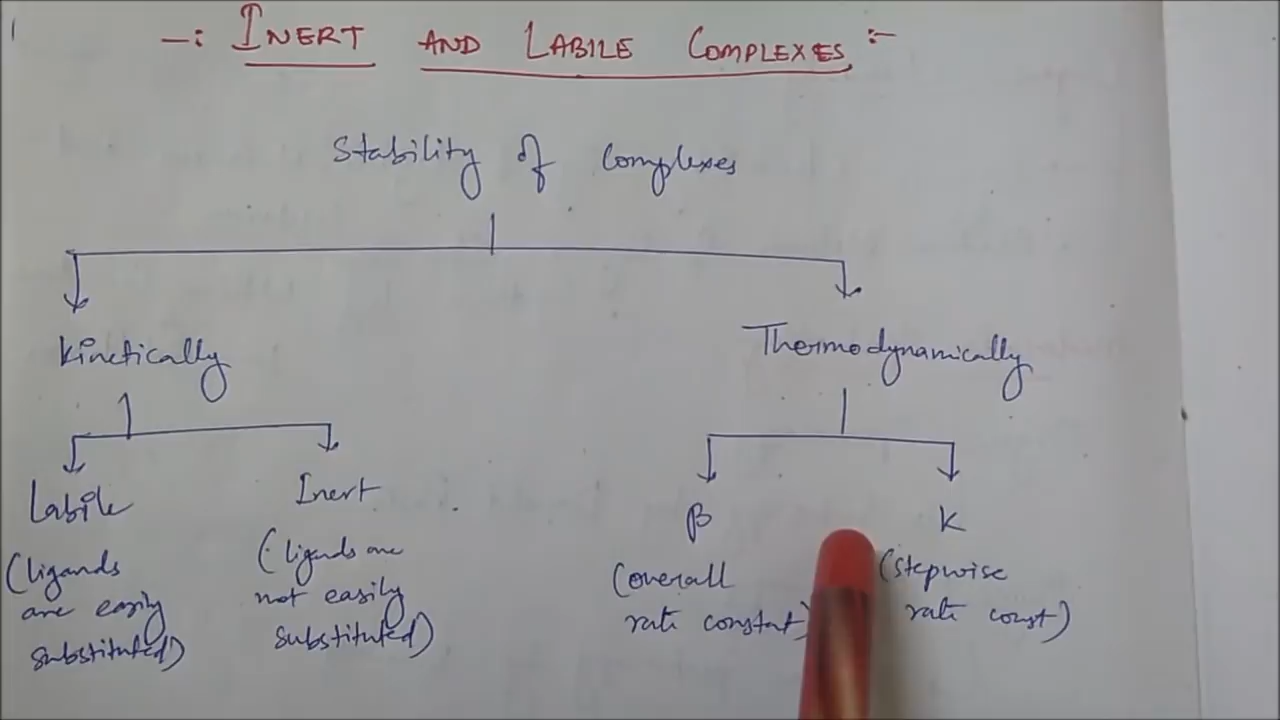 -: INERT AND LABILE COMPLEXES :-
Stability of Complexes
Kinetically
Thermodynamically
Labile
(ligands
are easily
substituted)
Inert
(ligands are
not easily
substituted)
β
(overall
rate constat)
K
(stepwise
rate const)